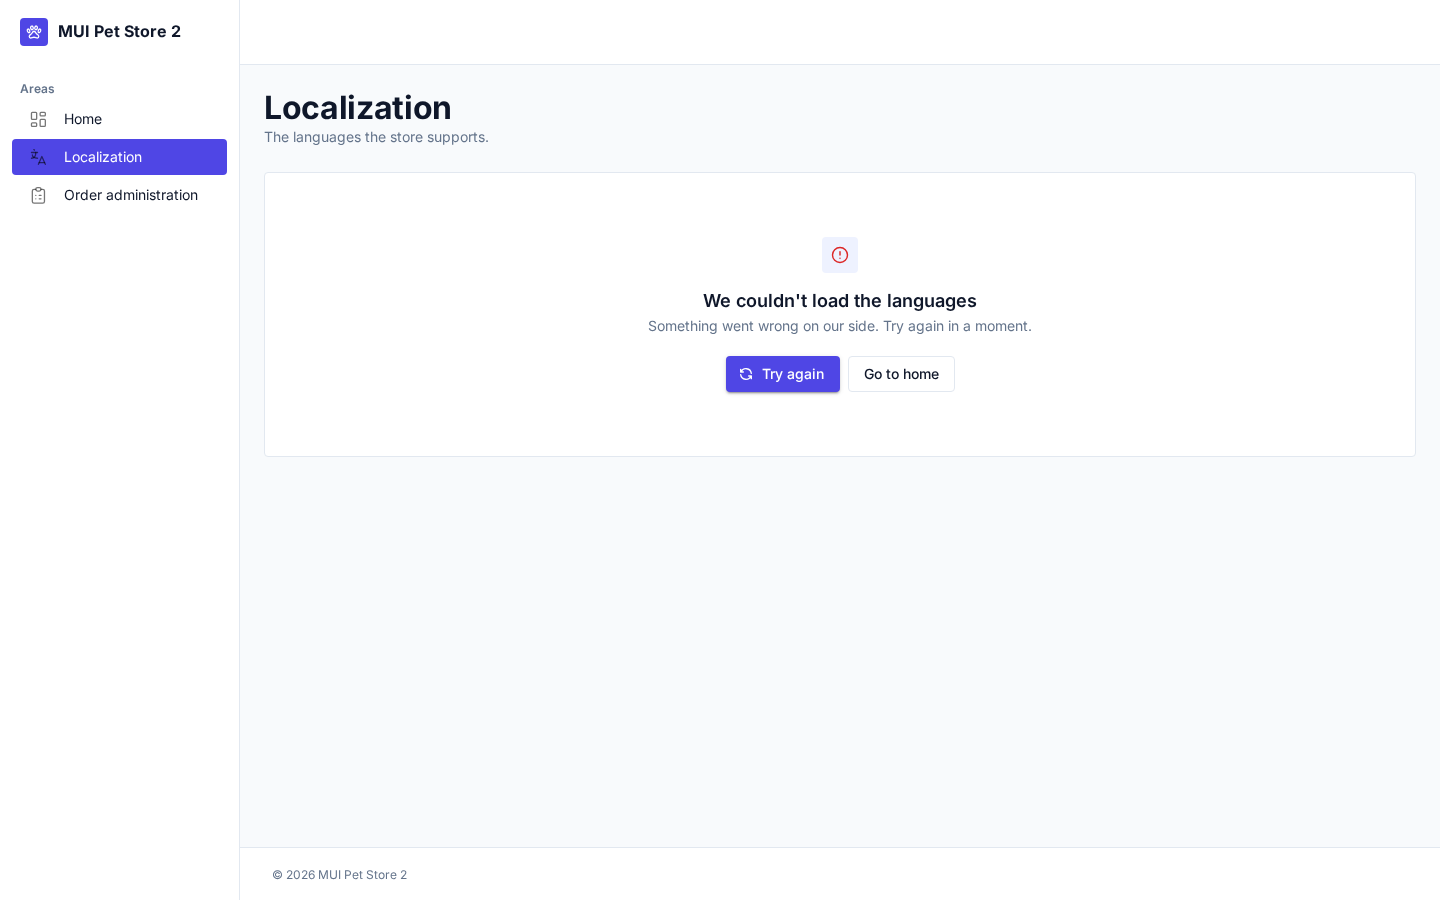 MUI Pet Store 2
Areas
Home
Localization
Order administration
Localization
The languages the store supports.
We couldn't load the languages
Something went wrong on our side. Try again in a moment.
Try again
Go to home
© 2026 MUI Pet Store 2